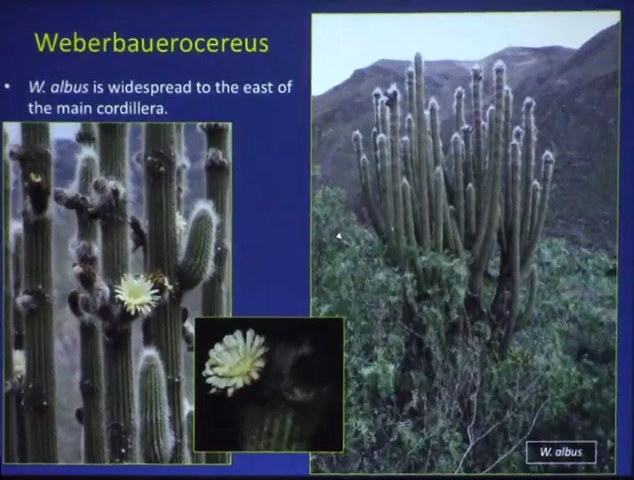 Weberbauerocereus
• W. albus is widespread to the east of
the main cordillera.
W. albus